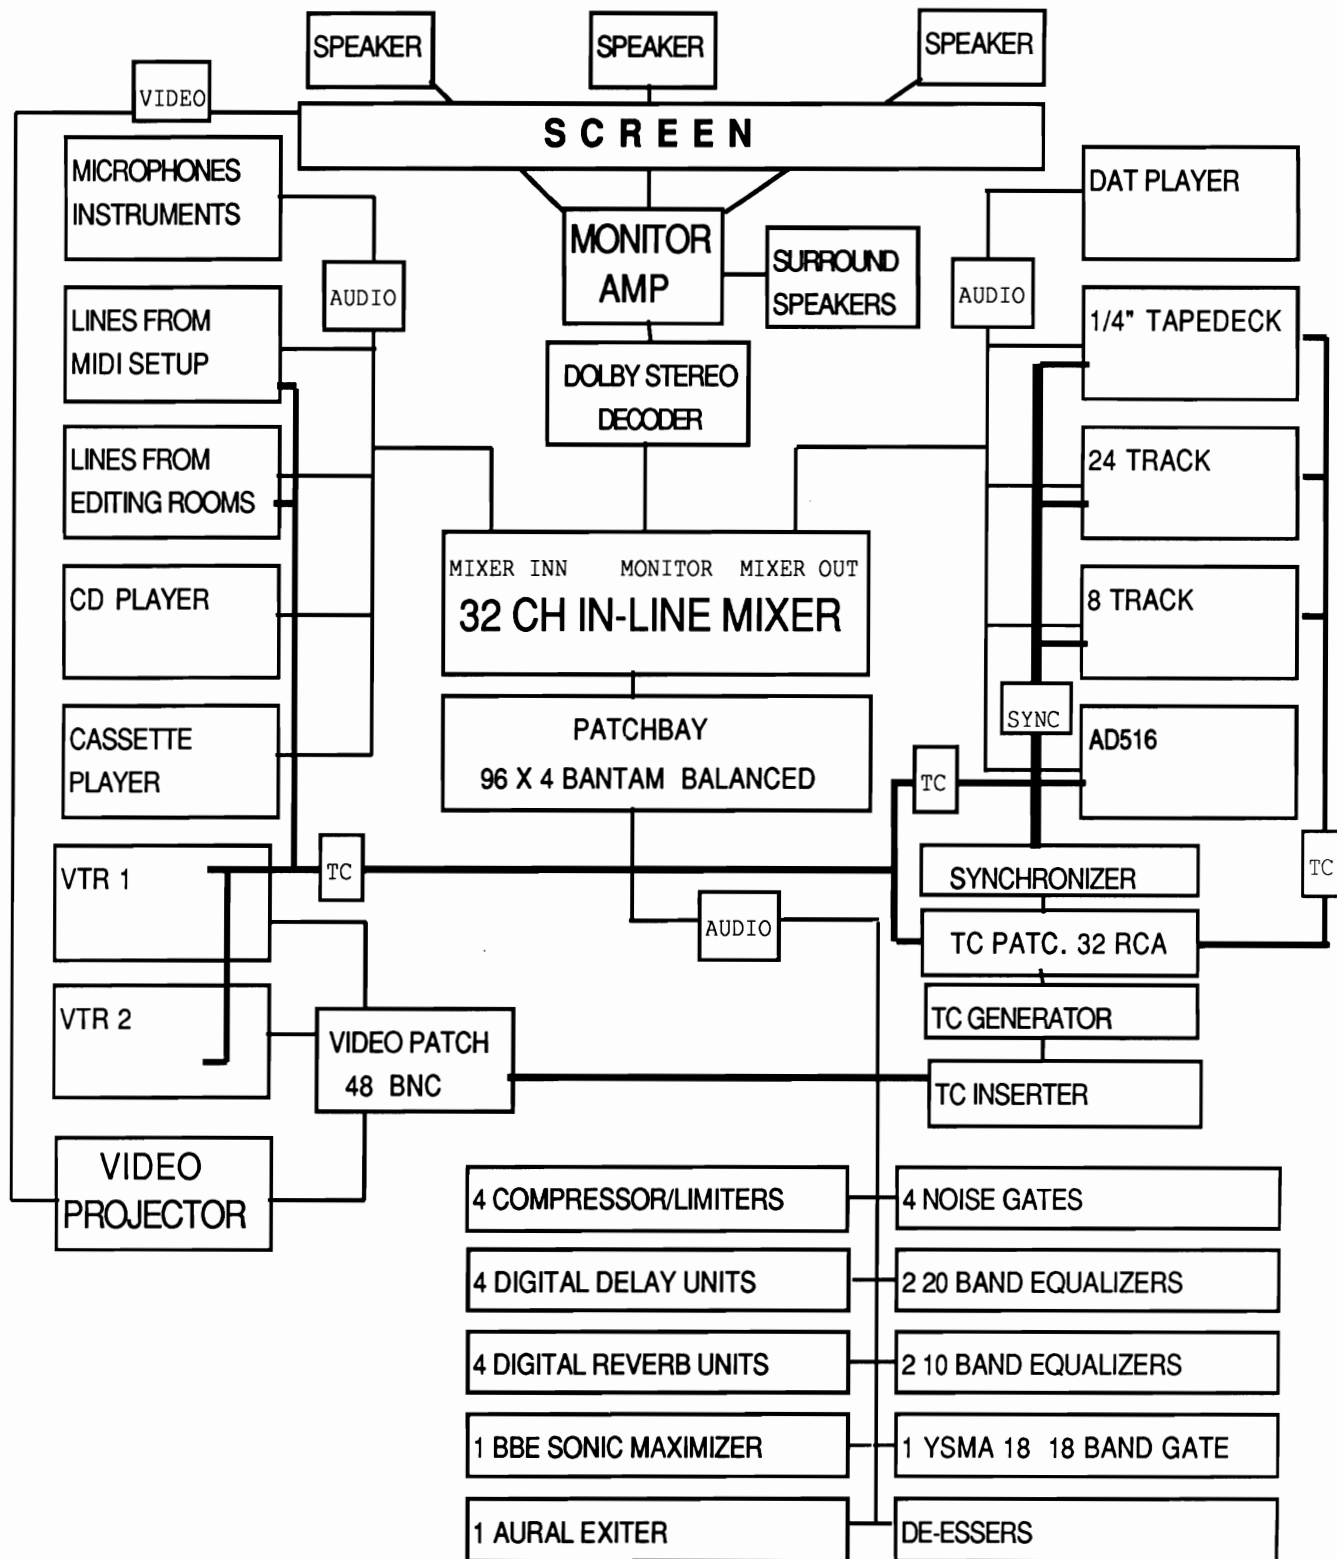 SPEAKER
SPEAKER
SPEAKER
VIDEO
SCREEN
MICROPHONES
INSTRUMENTS
MONITOR
AMP
SURROUND
SPEAKERS
DAT PLAYER
AUDIO
AUDIO
LINES FROM
MIDI SETUP
1/4" TAPEDECK
DOLBY STEREO
DECODER
LINES FROM
EDITING ROOMS
24 TRACK
MIXER INN MONITOR MIXER OUT
32 CH IN-LINE MIXER
CD PLAYER
8 TRACK
SYNC
PATCHBAY
96 X 4 BANTAM BALANCED
CASSETTE
PLAYER
AD516
TC
VTR 1
TC
SYNCHRONIZER
TC
AUDIO
TC PATC. 32 RCA
VTR 2
TC GENERATOR
VIDEO PATCH
48 BNC
TC INSERTER
VIDEO
PROJECTOR
4 COMPRESSOR/LIMITERS
4 NOISE GATES
4 DIGITAL DELAY UNITS
2 20 BAND EQUALIZERS
4 DIGITAL REVERB UNITS
2 10 BAND EQUALIZERS
1 BBE SONIC MAXIMIZER
1 YSMA 18 18 BAND GATE
1 AURAL EXITER
DE-ESSERS